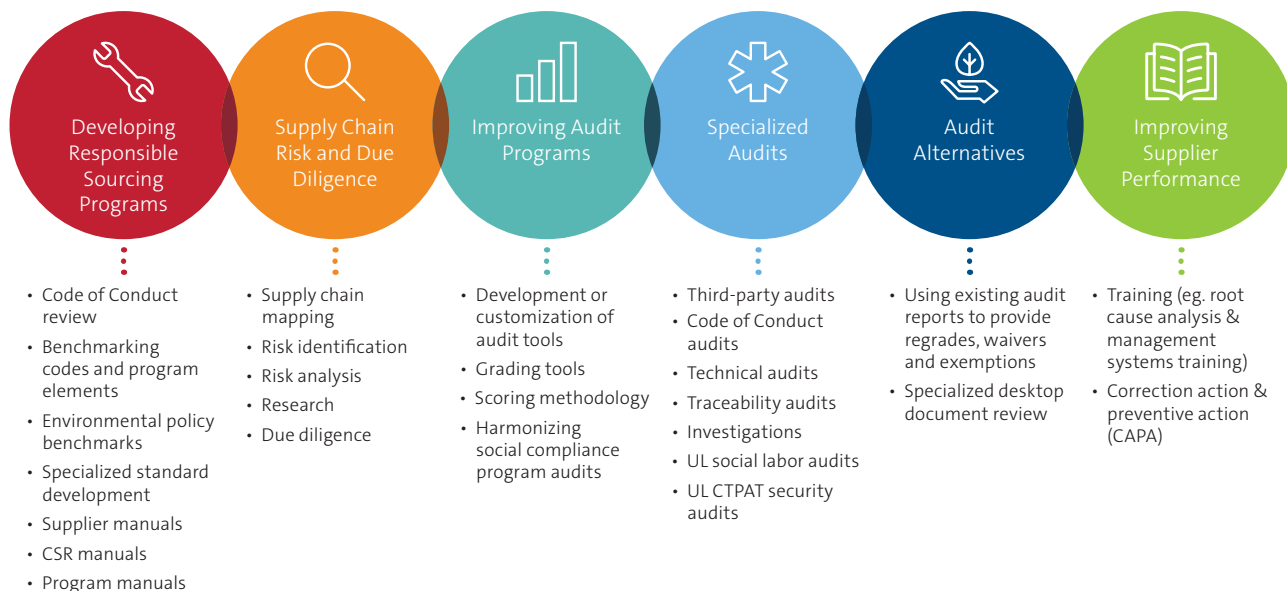 Developing
Responsible
Sourcing
Programs
Supply Chain
Risk and Due
Diligence
Improving Audit
Programs
Specialized
Audits
Audit
Alternatives
Improving
Supplier
Performance
• Code of Conduct
review
• Benchmarking
codes and program
elements
• Environmental policy
benchmarks
• Specialized standard
development
• Supplier manuals
• CSR manuals
• Program manuals
• Supply chain
mapping
• Risk identification
• Risk analysis
• Research
• Due diligence
• Development or
customization of
audit tools
• Grading tools
• Scoring methodology
• Harmonizing
social compliance
program audits
• Third-party audits
• Code of Conduct
audits
• Technical audits
• Traceability audits
• Investigations
• UL social labor audits
• UL CTPAT security
audits
• Using existing audit
reports to provide
regrades, waivers
and exemptions
• Specialized desktop
document review
• Training (eg. root
cause analysis &
management
systems training)
• Correction action &
preventive action
(CAPA)